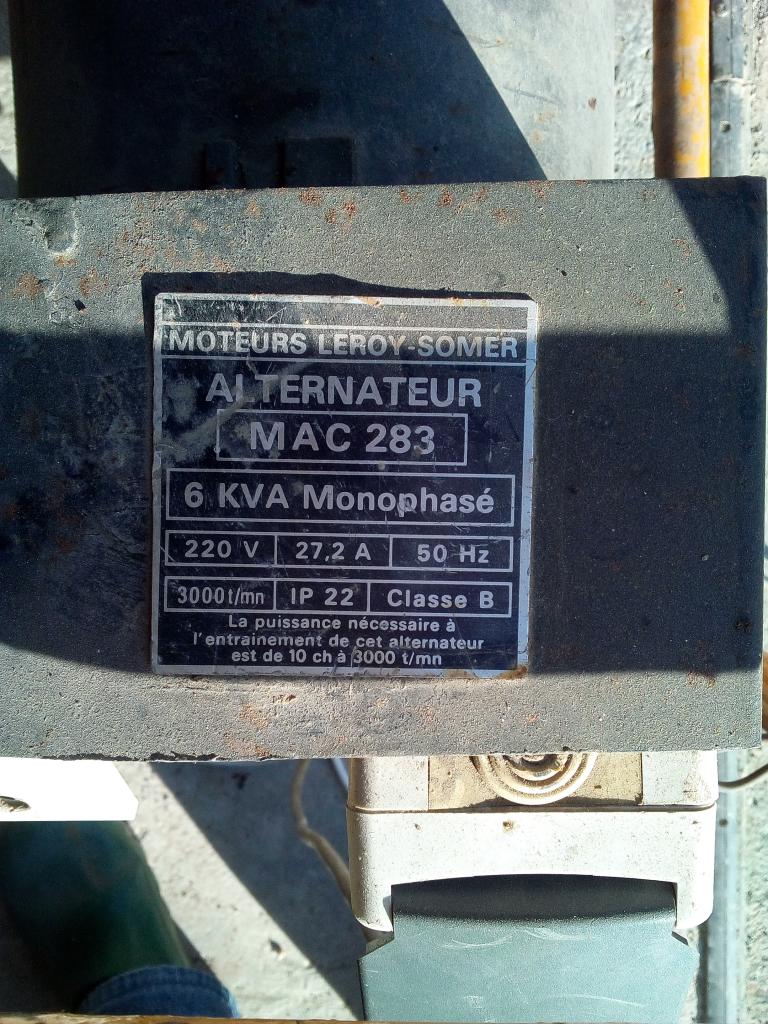 MOTEURS LEROY-SOMER
ALTERNATEUR
MAC 283
6 KVA Monophasé
220 V 27,2 A 50 Hz
3000 t/mn IP 22 Classe B
La puissance nécessaire à
l'entrainement de cet alternateur
est de 10 ch à 3000 t/mn